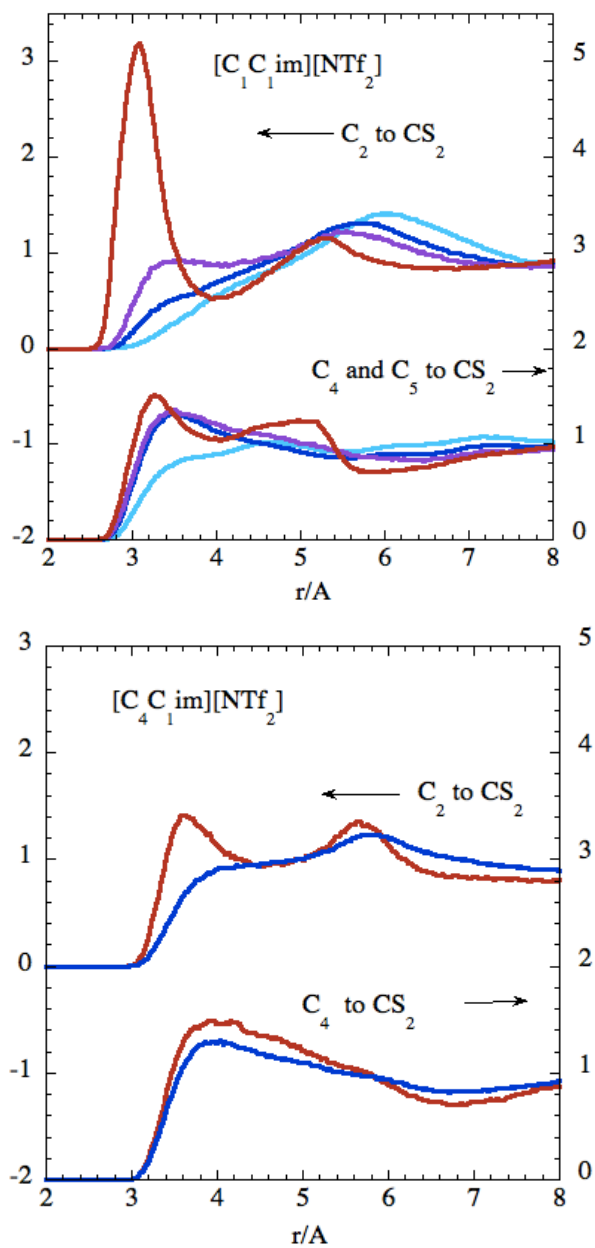 3
2
1
0
-1
-2
5
4
3
2
1
0
[C₁C₁im][NTf₂]
C₂ to CS₂
C₄ and C₅ to CS₂
2 3 4 5 6 7 8
r/A
3
2
1
0
-1
-2
5
4
3
2
1
0
[C₄C₁im][NTf₂]
C₂ to CS₂
C₄ to CS₂
2 3 4 5 6 7 8
r/A